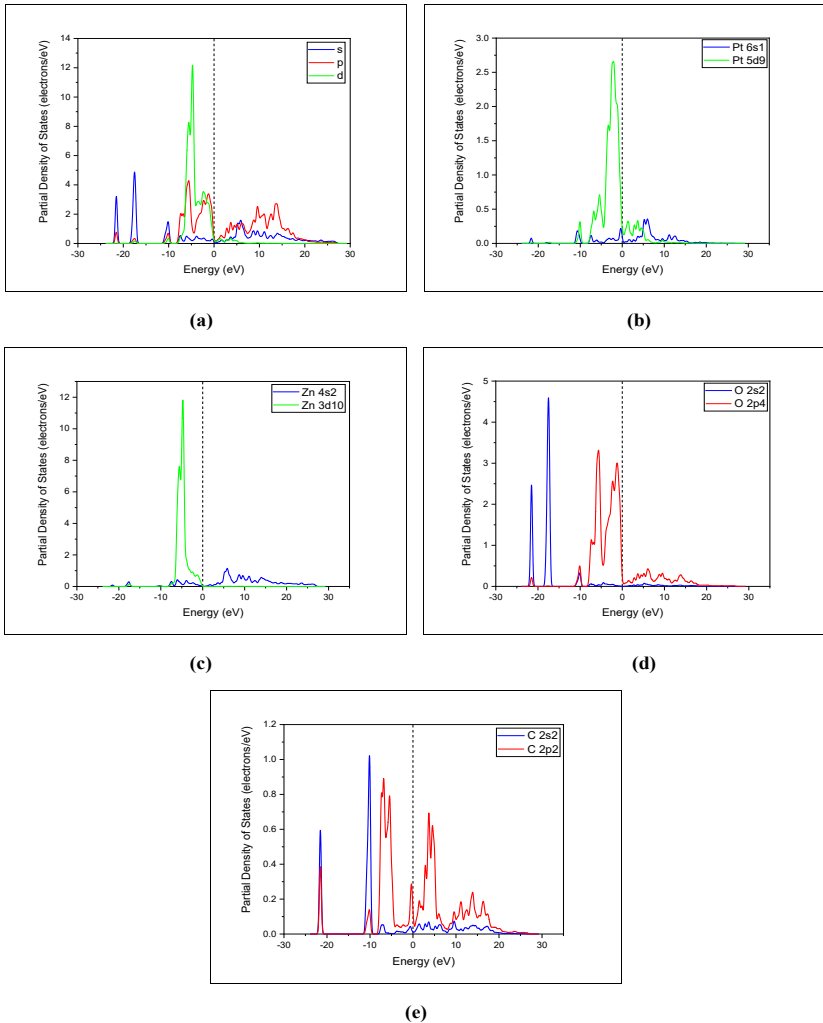 14
12
10
8
6
4
2
0
-30 -20 -10 0 10 20 30
Partial Density of States (electrons/eV)
Energy (eV)
s
p
d
(a)
3.0
2.5
2.0
1.5
1.0
0.5
0.0
-30 -20 -10 0 10 20 30
Partial Density of States (electrons/eV)
Energy (eV)
Pt 6s1
Pt 5d9
(b)
12
10
8
6
4
2
0
-30 -20 -10 0 10 20 30
Partial Density of States (electrons/eV)
Energy (eV)
Zn 4s2
Zn 3d10
(c)
5
4
3
2
1
0
-30 -20 -10 0 10 20 30
Partial Density of States (electrons/eV)
Energy (eV)
O 2s2
O 2p4
(d)
1.2
1.0
0.8
0.6
0.4
0.2
0.0
-30 -20 -10 0 10 20 30
Partial Density of States (electrons/eV)
Energy (eV)
C 2s2
C 2p2
(e)